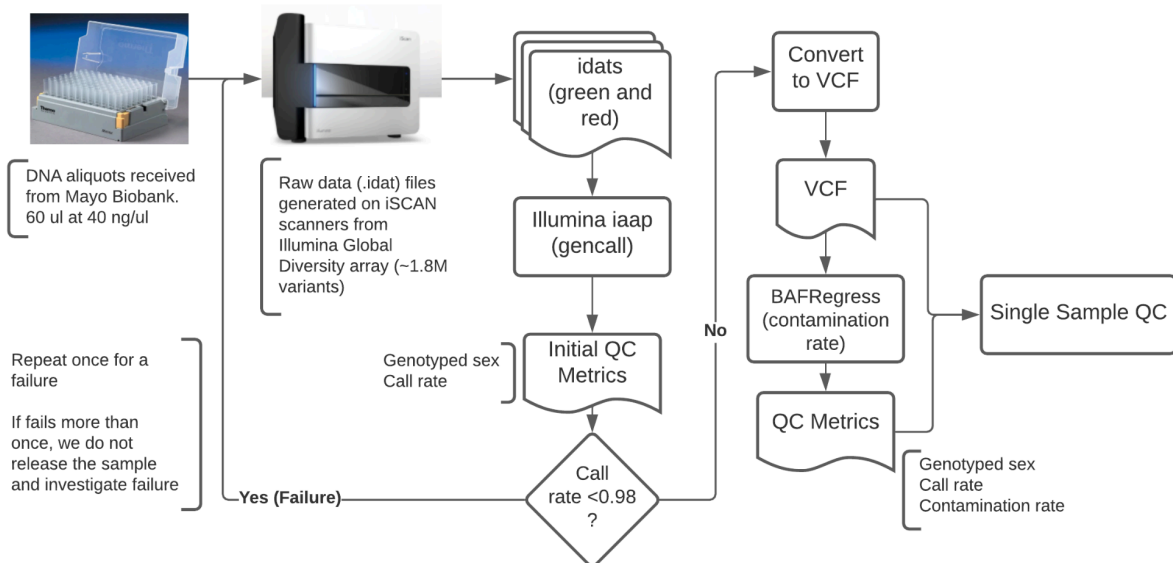 DNA aliquots received
from Mayo Biobank.
60 ul at 40 ng/ul
Raw data (.idat) files
generated on iSCAN
scanners from
Illumina Global
Diversity array (~1.8M
variants)
idats
(green and
red)
Illumina iaap
(gencall)
Genotyped sex
Call rate
Initial QC
Metrics
Call
rate <0.98
?
Yes (Failure)
Repeat once for a
failure
If fails more than
once, we do not
release the sample
and investigate failure
No
Convert
to VCF
VCF
BAFRegress
(contamination
rate)
QC Metrics
Genotyped sex
Call rate
Contamination rate
Single Sample QC